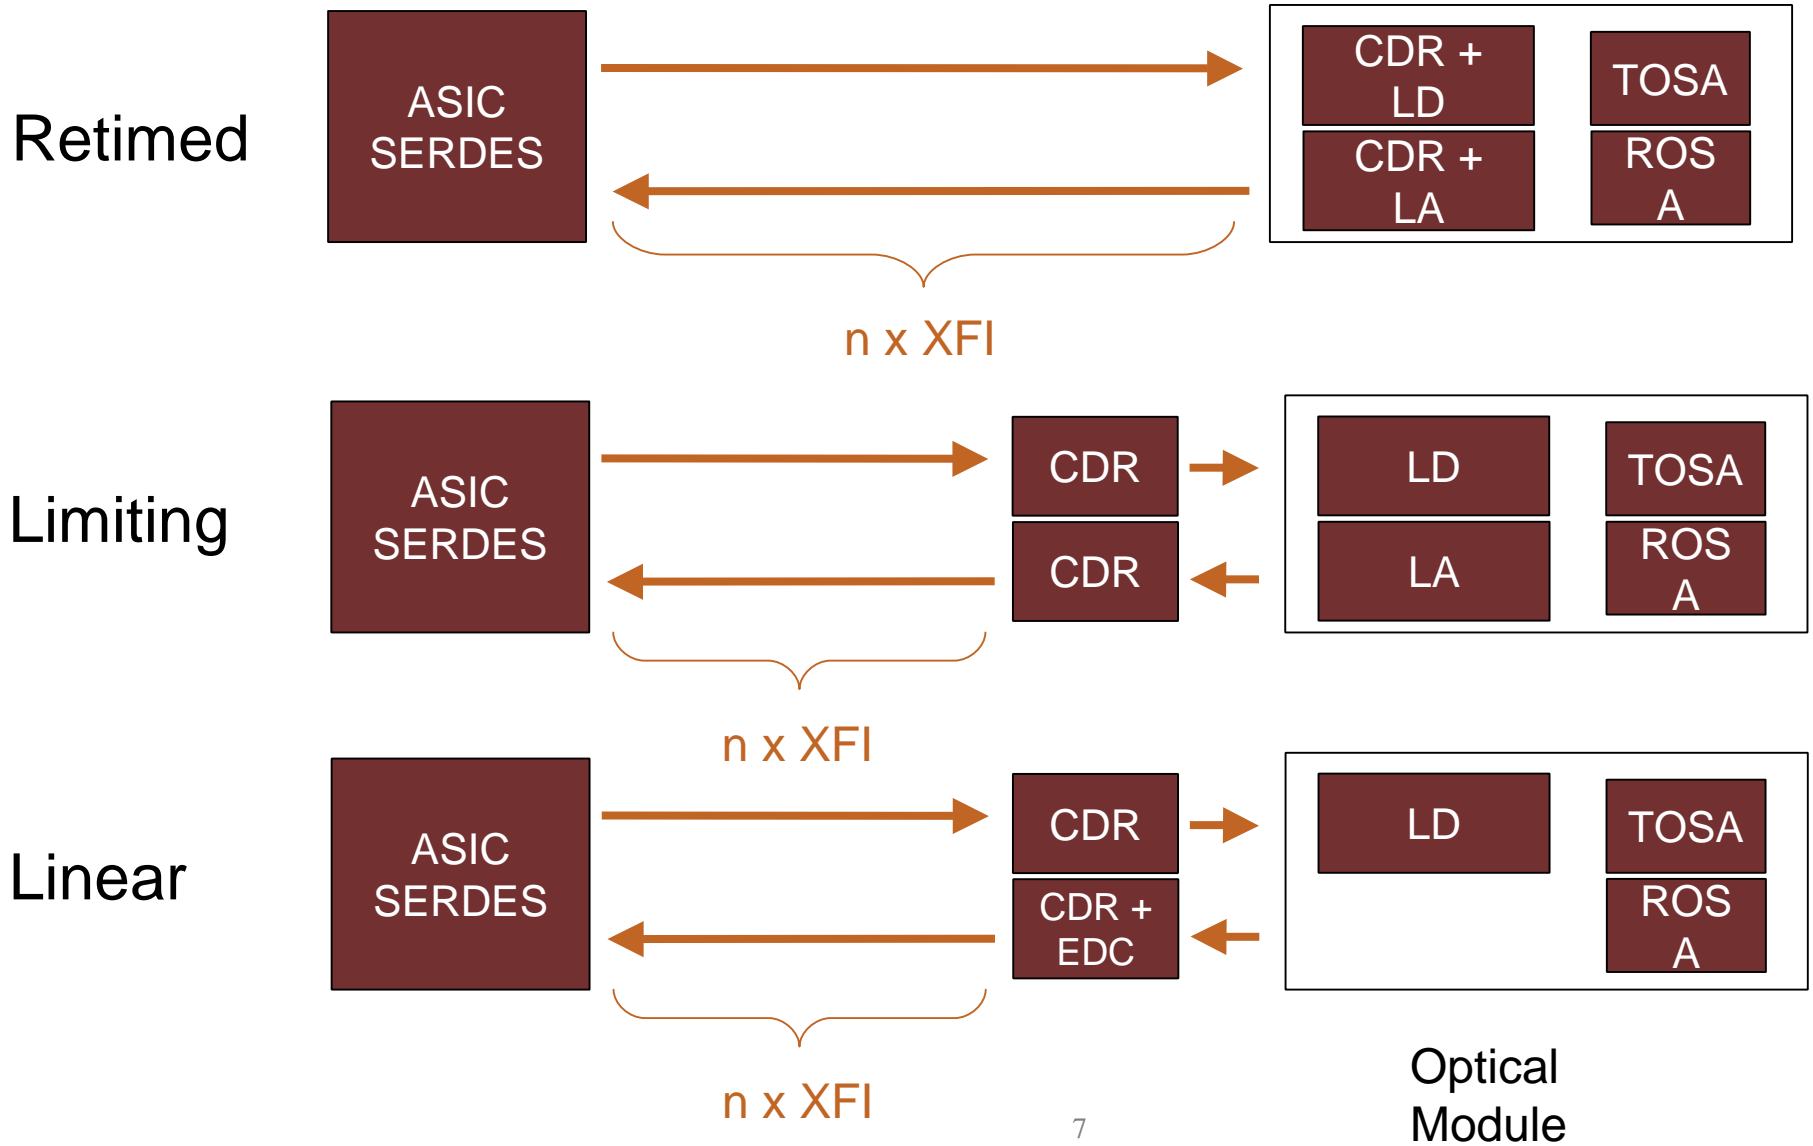 Retimed
ASIC
SERDES
CDR +
LD
TOSA
CDR +
LA
ROS
A
n x XFI
Limiting
ASIC
SERDES
CDR
LD
TOSA
CDR
LA
ROS
A
n x XFI
Linear
ASIC
SERDES
CDR
LD
TOSA
CDR +
EDC
ROS
A
n x XFI
Optical
Module
7